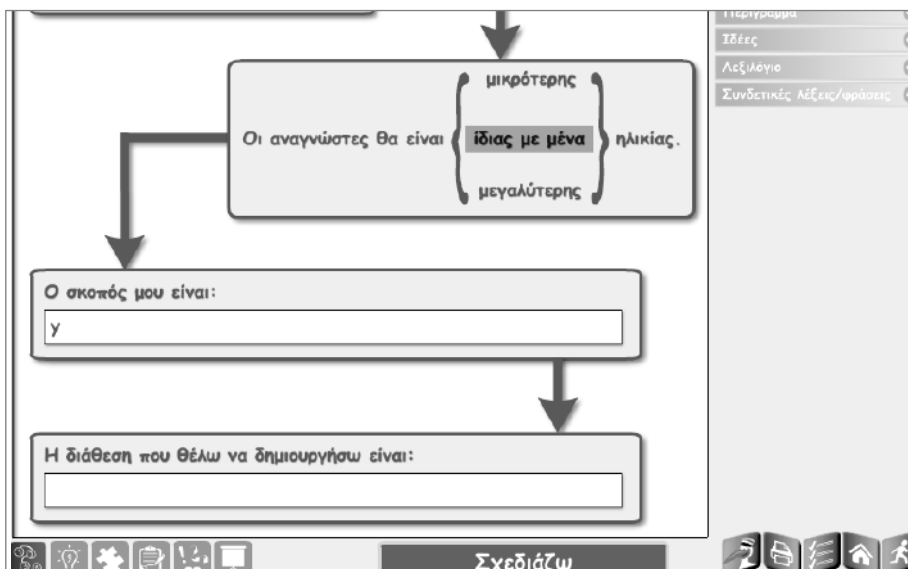 Περίγραμμα
Ιδέες
Λεξιλόγιο
Συνδετικές λέξεις/φράσεις
μικρότερης
Οι αναγνώστες θα είναι ίδιας με μένα ηλικίας.
μεγαλύτερης
Ο σκοπός μου είναι:
γ
Η διάθεση που θέλω να δημιουργήσω είναι:
Σχεδιάζω